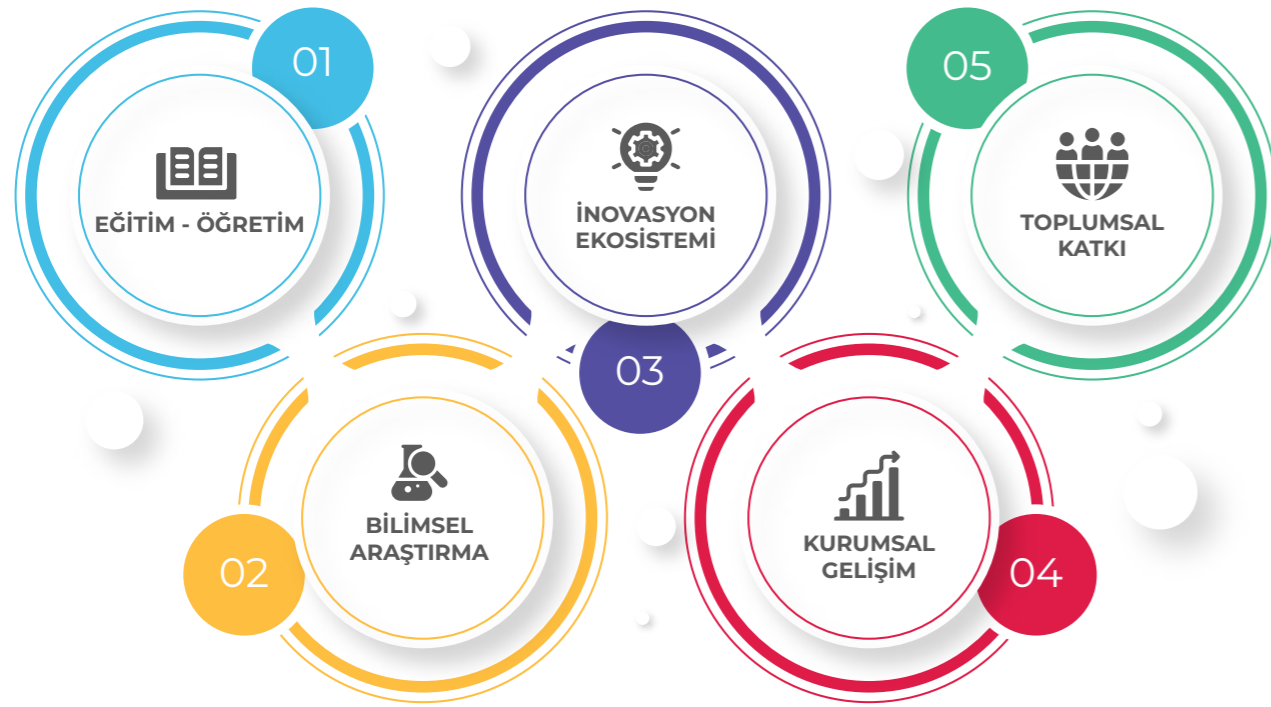 01
EĞİTİM - ÖĞRETİM
02
BİLİMSEL
ARAŞTIRMA
03
İNOVASYON
EKOSİSTEMİ
04
KURUMSAL
GELİŞİM
05
TOPLUMSAL
KATKI